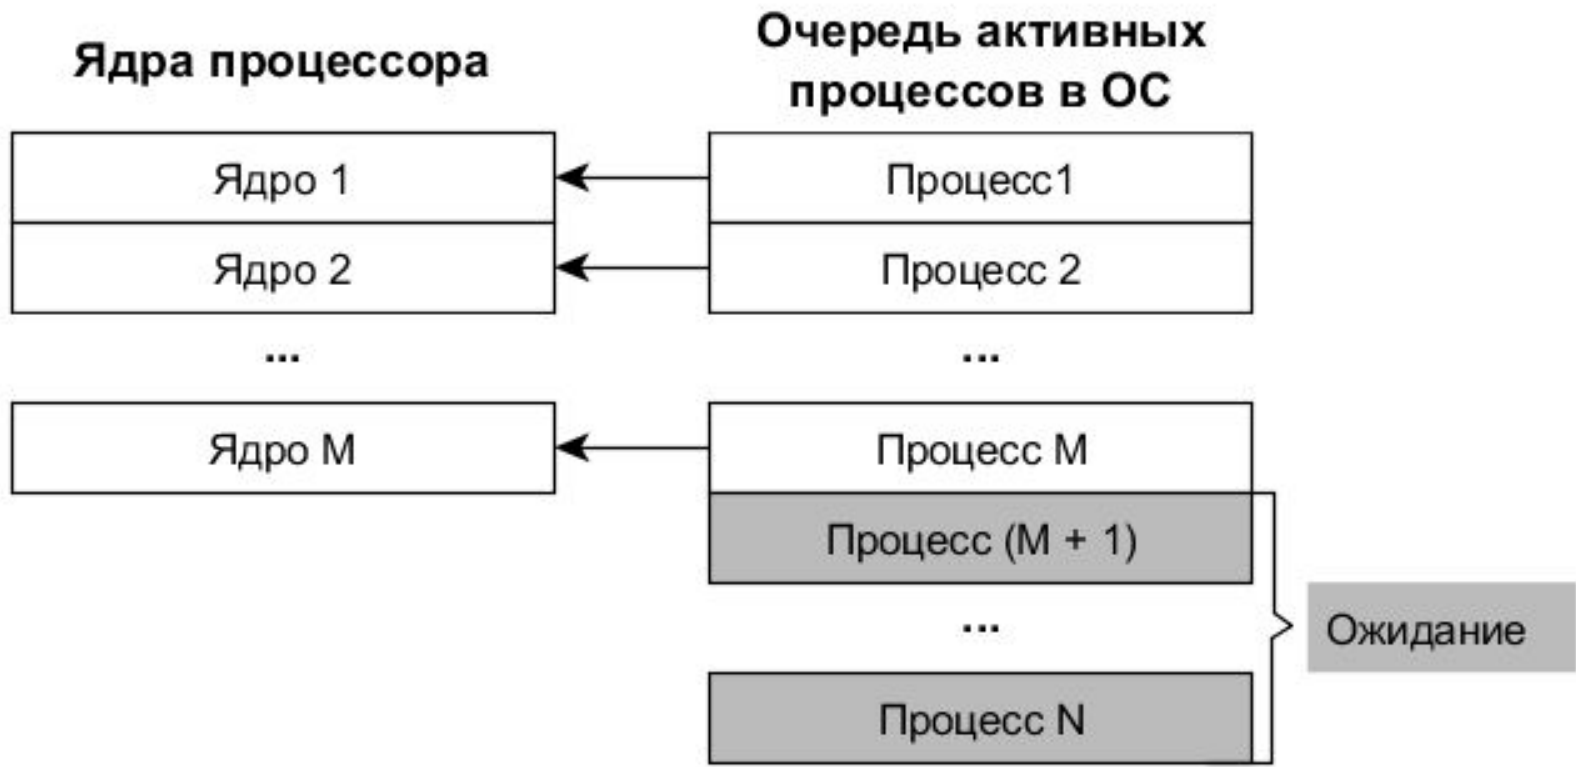 Ядра процессора
Очередь активных
процессов в ОС
Ядро 1
Процесс1
Ядро 2
Процесс 2
...
...
Ядро M
Процесс M
Процесс (M + 1)
...
Ожидание
Процесс N